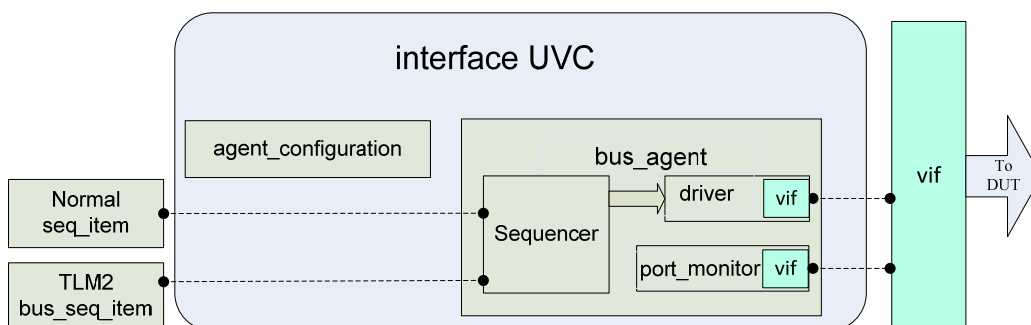 interface UVC
agent_configuration
bus_agent
Normal
seq_item
TLM2
bus_seq_item
Sequencer
driver
vif
port_monitor
vif
vif
To
DUT